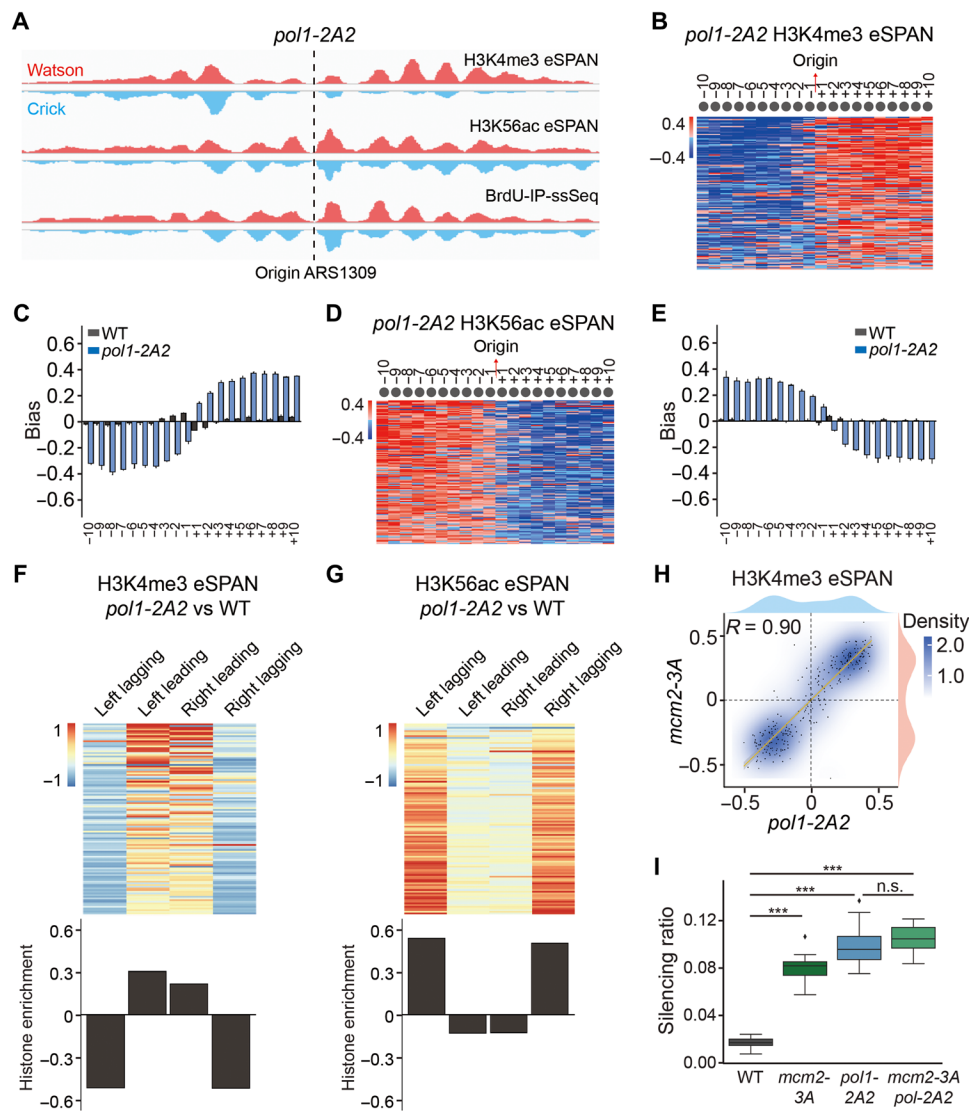 A
pol1-2A2
Watson
H3K4me3 eSPAN
Crick
H3K56ac eSPAN
BrdU-IP-ssSeq
Origin ARS1309
B
pol1-2A2 H3K4me3 eSPAN
Origin
−10 −9 −8 −7 −6 −5 −4 −3 −2 −1 +1 +2 +3 +4 +5 +6 +7 +8 +9 +10
0.4
−0.4
C
WT
pol1-2A2
Bias
0.6
0.4
0.2
0
−0.2
−0.4
−0.6
−10 −9 −8 −7 −6 −5 −4 −3 −2 −1 +1 +2 +3 +4 +5 +6 +7 +8 +9 +10
D
pol1-2A2 H3K56ac eSPAN
Origin
−10 −9 −8 −7 −6 −5 −4 −3 −2 −1 +1 +2 +3 +4 +5 +6 +7 +8 +9 +10
0.4
−0.4
E
WT
pol1-2A2
Bias
0.6
0.4
0.2
0
−0.2
−0.4
−0.6
−10 −9 −8 −7 −6 −5 −4 −3 −2 −1 +1 +2 +3 +4 +5 +6 +7 +8 +9 +10
F
H3K4me3 eSPAN
pol1-2A2 vs WT
Left lagging
Left leading
Right leading
Right lagging
1
−1
Histone enrichment
0.6
0.3
0
−0.3
−0.6
G
H3K56ac eSPAN
pol1-2A2 vs WT
Left lagging
Left leading
Right leading
Right lagging
1
−1
Histone enrichment
0.6
0.3
0
−0.3
−0.6
H
H3K4me3 eSPAN
R = 0.90
Density
2.0
1.0
mcm2-3A
0.5
0
−0.5
−0.5 0 0.5
pol1-2A2
I
***
***
n.s.
***
Silencing ratio
0.12
0.08
0.04
0.00
WT
mcm2-
3A
pol1-
2A2
mcm2-3A
pol-2A2